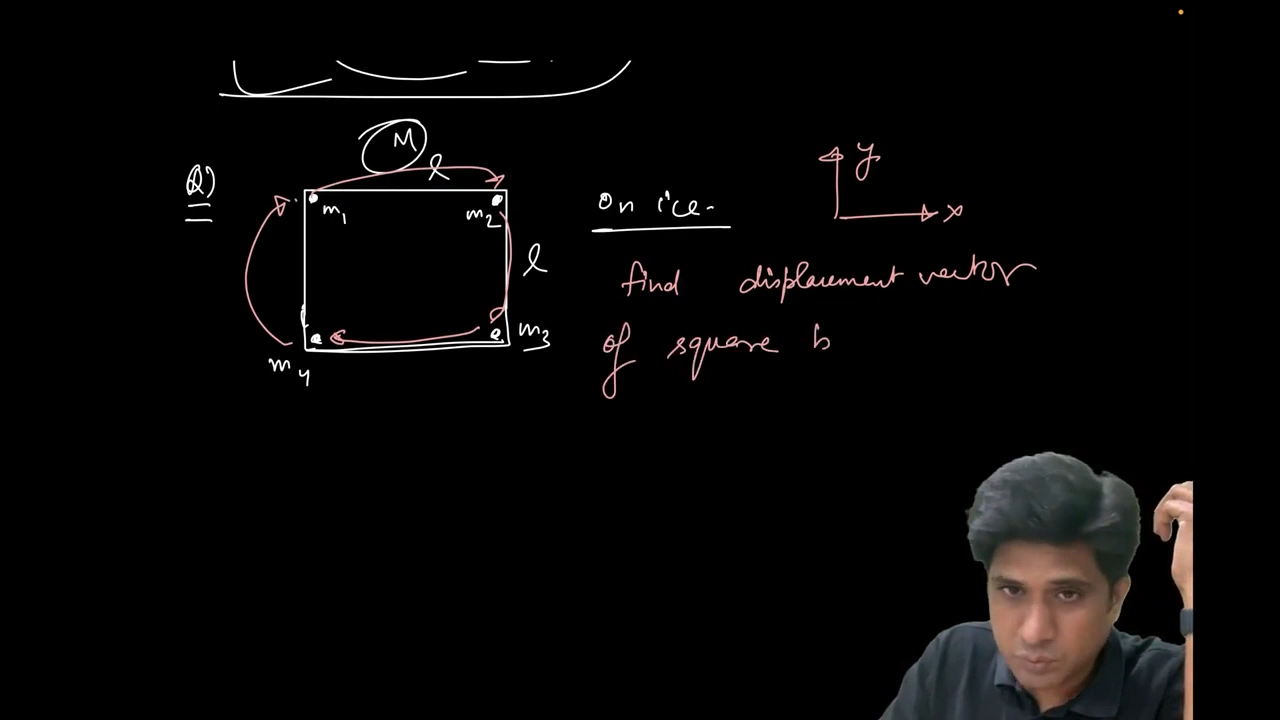 M
l
Q)
m1
m2
on ice.
y
x
l
find displacement vector
m3
of square b
m4